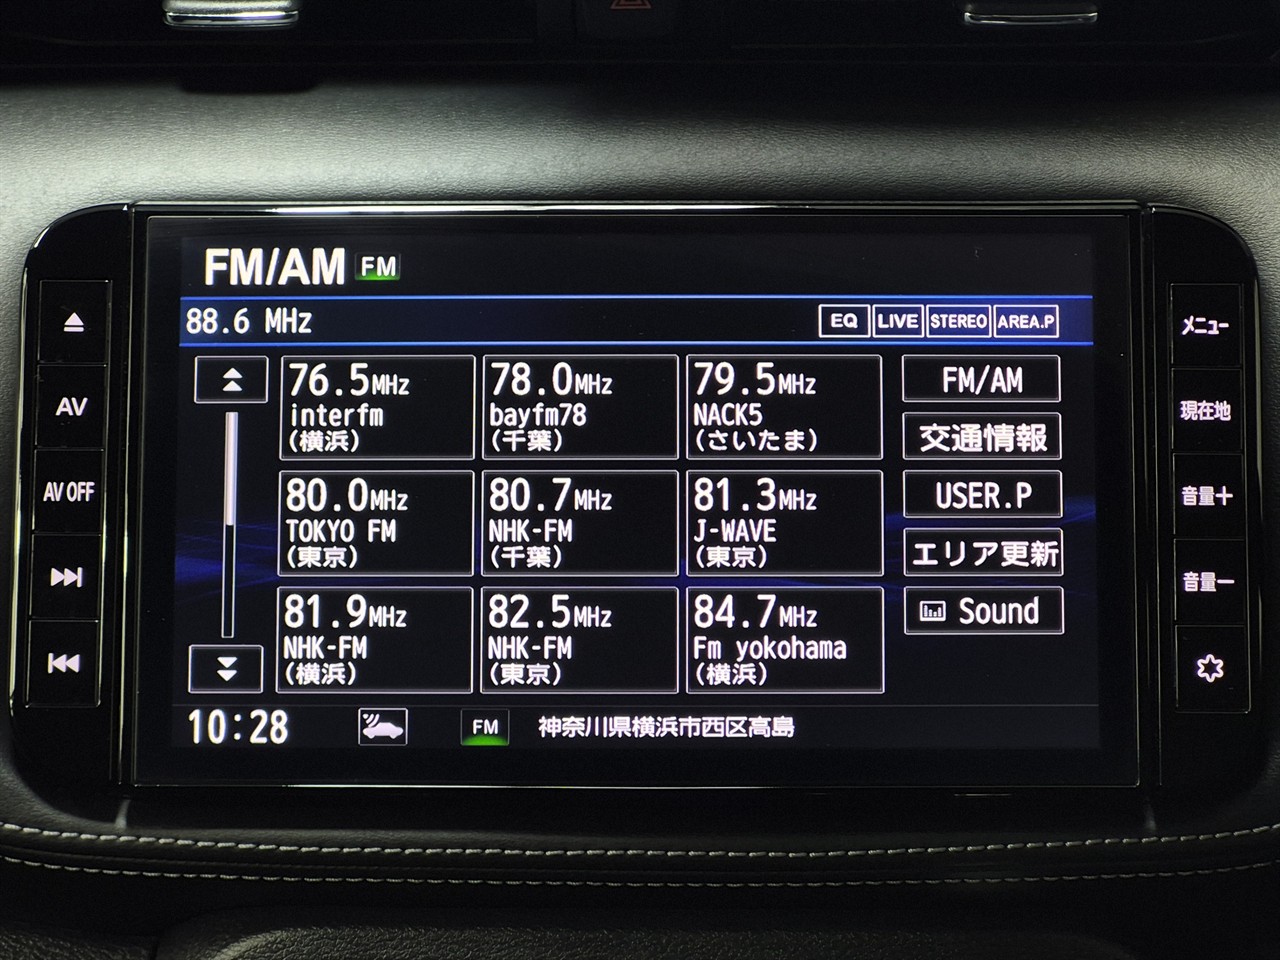 FM/AM FM
88.6 MHz EQ LIVE STEREO AREA.P
76.5MHz
interfm
(横浜)
78.0MHz
bayfm78
(千葉)
79.5MHz
NACK5
(さいたま)
80.0MHz
TOKYO FM
(東京)
80.7MHz
NHK-FM
(千葉)
81.3MHz
J-WAVE
(東京)
81.9MHz
NHK-FM
(横浜)
82.5MHz
NHK-FM
(東京)
84.7MHz
Fm yokohama
(横浜)
FM/AM
交通情報
USER.P
エリア更新
Sound
10:28 FM 神奈川県横浜市西区高島
AV
AV OFF
メニュー
現在地
音量＋
音量－